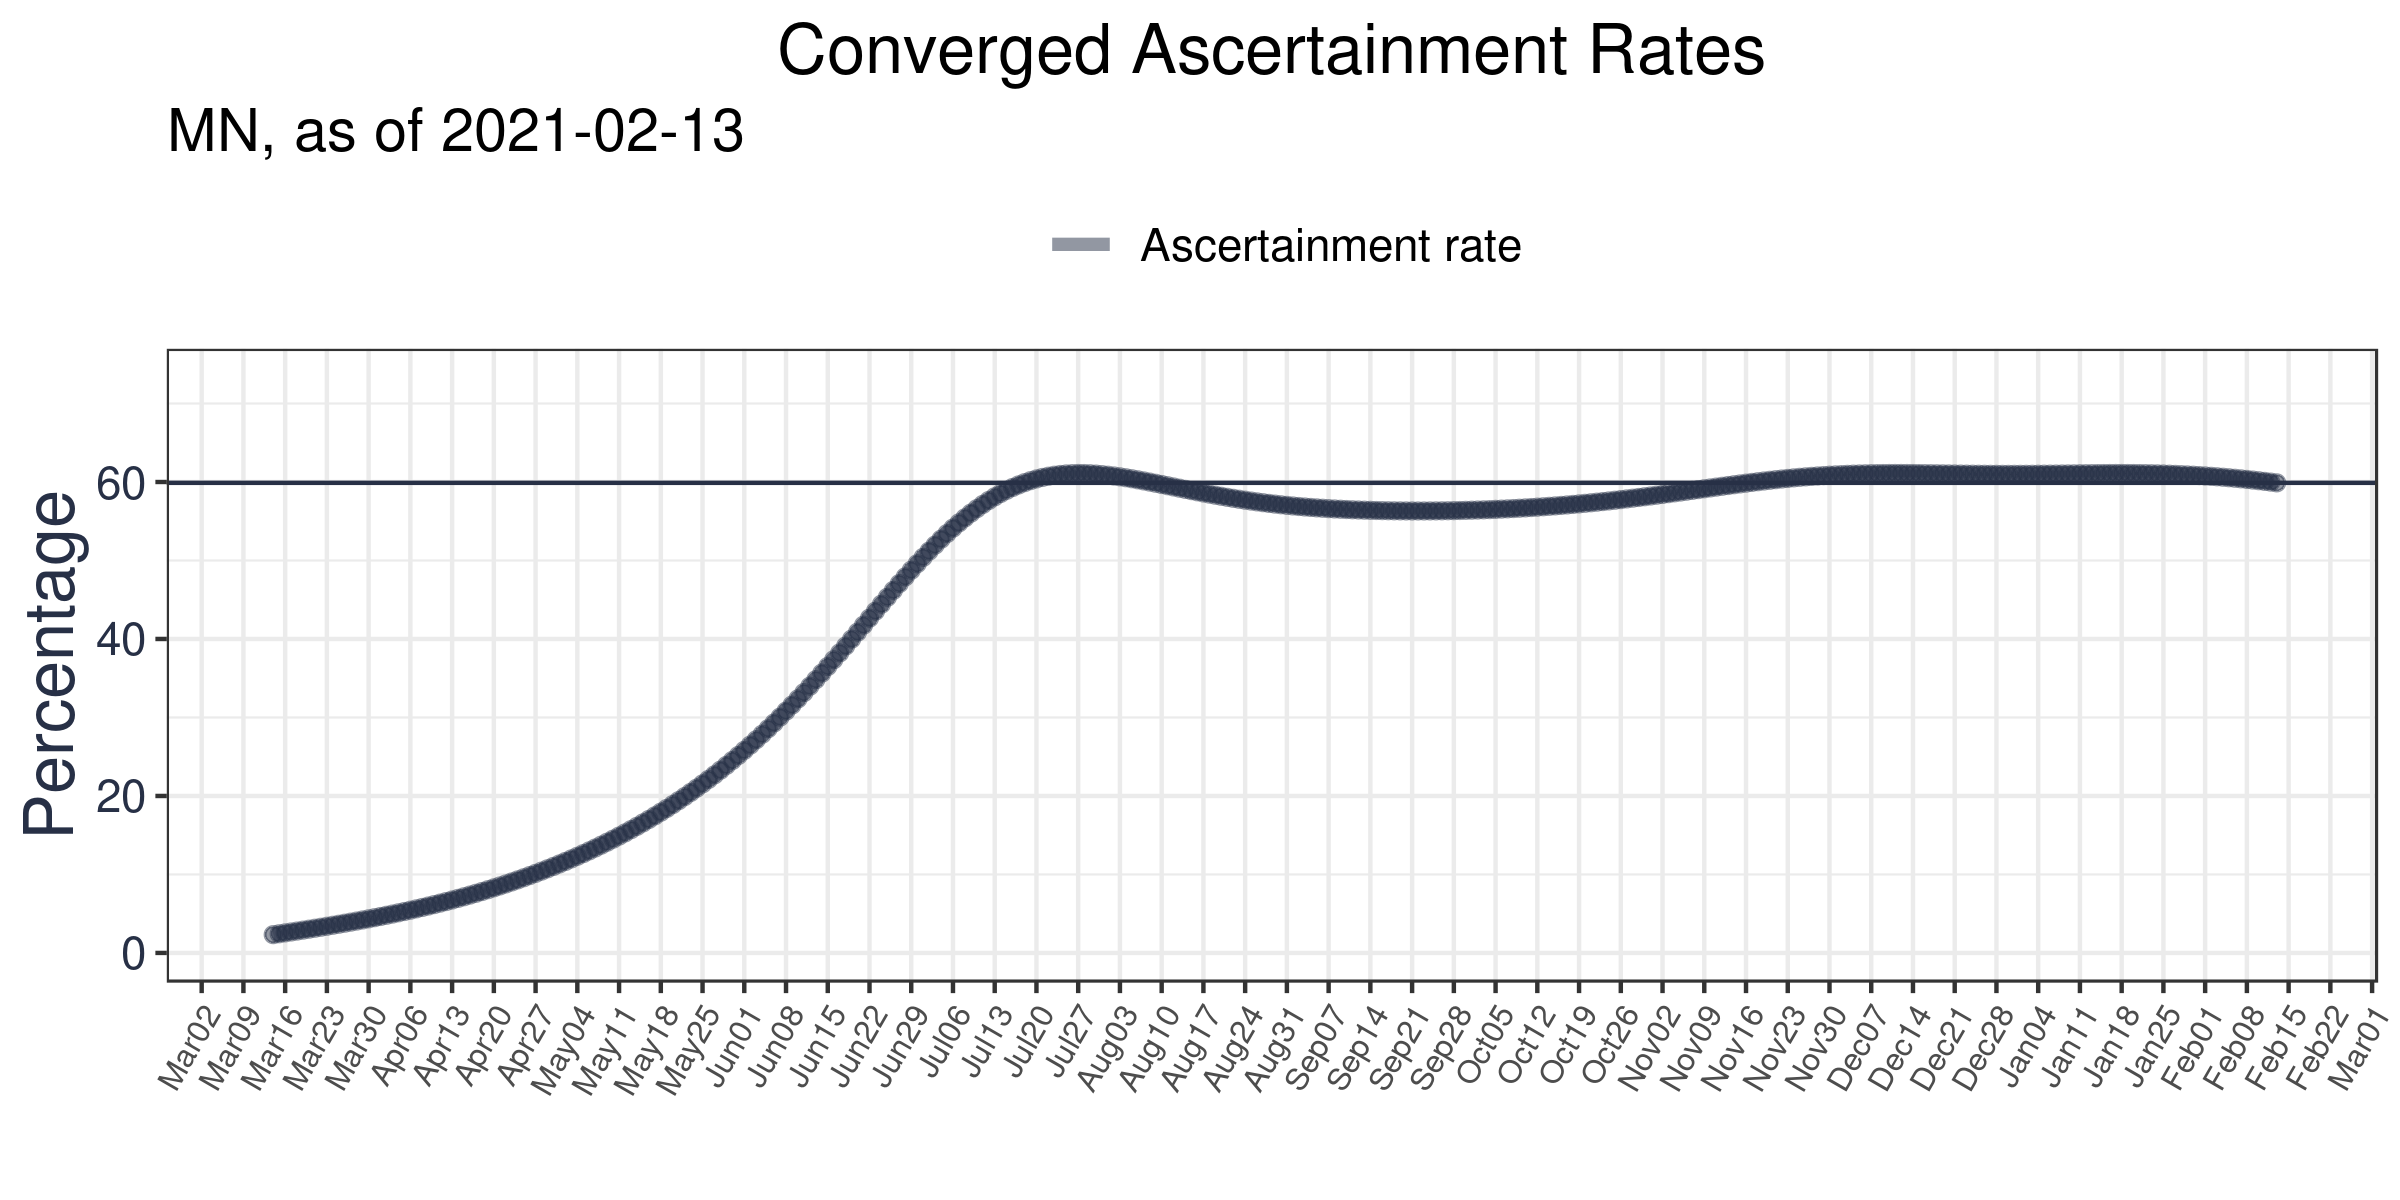 Converged Ascertainment Rates
MN, as of 2021-02-13
Ascertainment rate
Percentage
60
40
20
0
Mar02 Mar09 Mar16 Mar23 Mar30 Apr06 Apr13 Apr20 Apr27 May04 May11 May18 May25 Jun01 Jun08 Jun15 Jun22 Jun29 Jul06 Jul13 Jul20 Jul27 Aug03 Aug10 Aug17 Aug24 Aug31 Sep07 Sep14 Sep21 Sep28 Oct05 Oct12 Oct19 Oct26 Nov02 Nov09 Nov16 Nov23 Nov30 Dec07 Dec14 Dec21 Dec28 Jan04 Jan11 Jan18 Jan25 Feb01 Feb08 Feb15 Feb22 Mar01